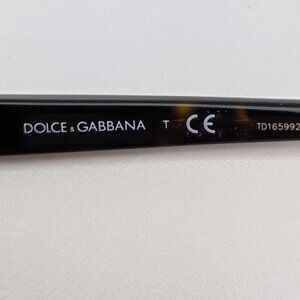 DOLCE & GABBANA T CE TD165992